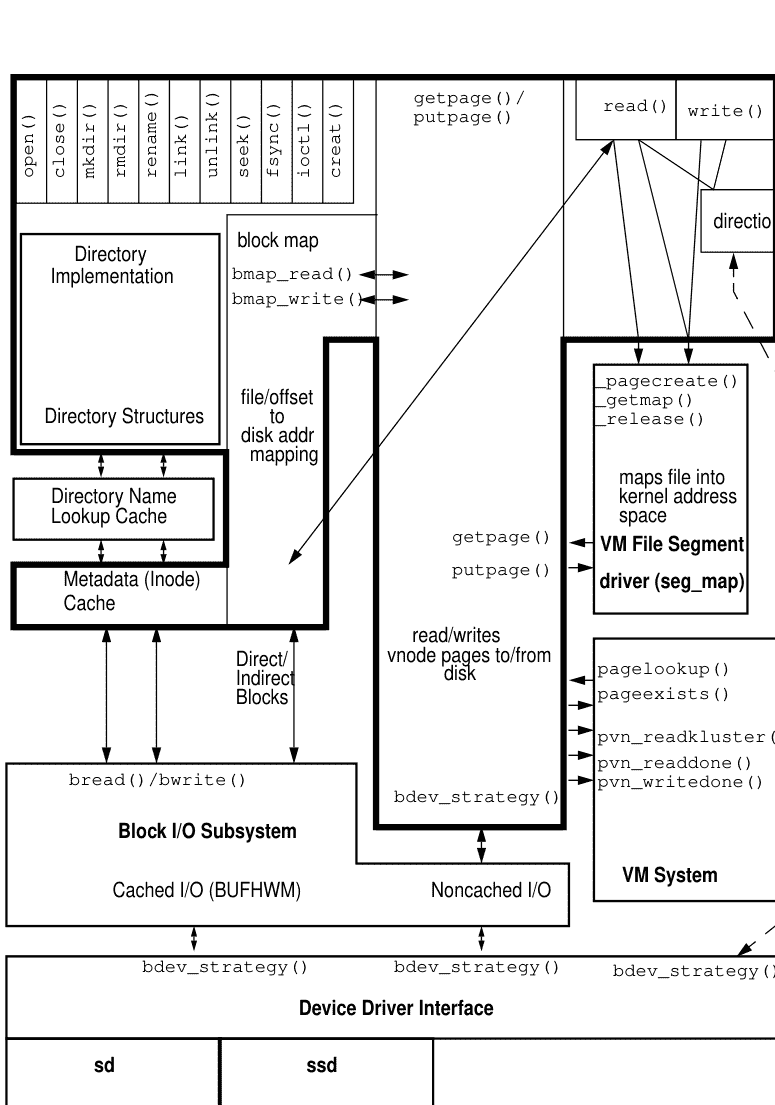 open()
close()
mkdir()
rmdir()
rename()
link()
unlink()
seek()
fsync()
ioctl()
creat()
getpage()/
putpage()
read()
write()
directio
Directory
Implementation
Directory Structures
block map
bmap_read()
bmap_write()
file/offset
to
disk addr
mapping
_pagecreate()
_getmap()
_release()
maps file into
kernel address
space
VM File Segment
driver (seg_map)
Directory Name
Lookup Cache
Metadata (Inode)
Cache
getpage()
putpage()
read/writes
vnode pages to/from
disk
Direct/
Indirect
Blocks
pagelookup()
pageexists()
pvn_readkluster(
pvn_readdone()
pvn_writedone()
VM System
bdev_strategy()
bread()/bwrite()
Block I/O Subsystem
Cached I/O (BUFHWM)
Noncached I/O
bdev_strategy()
bdev_strategy()
bdev_strategy()
Device Driver Interface
sd
ssd